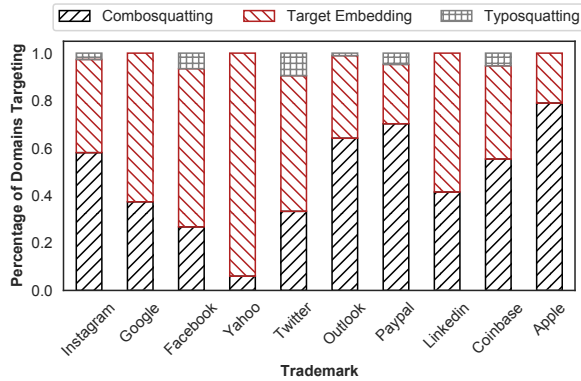 Combosquatting Target Embedding Typosquatting
Percentage of Domains Targeting
1.0
0.8
0.6
0.4
0.2
0.0
Instagram Google Facebook Yahoo Twitter Outlook Paypal Linkedin Coinbase Apple
Trademark